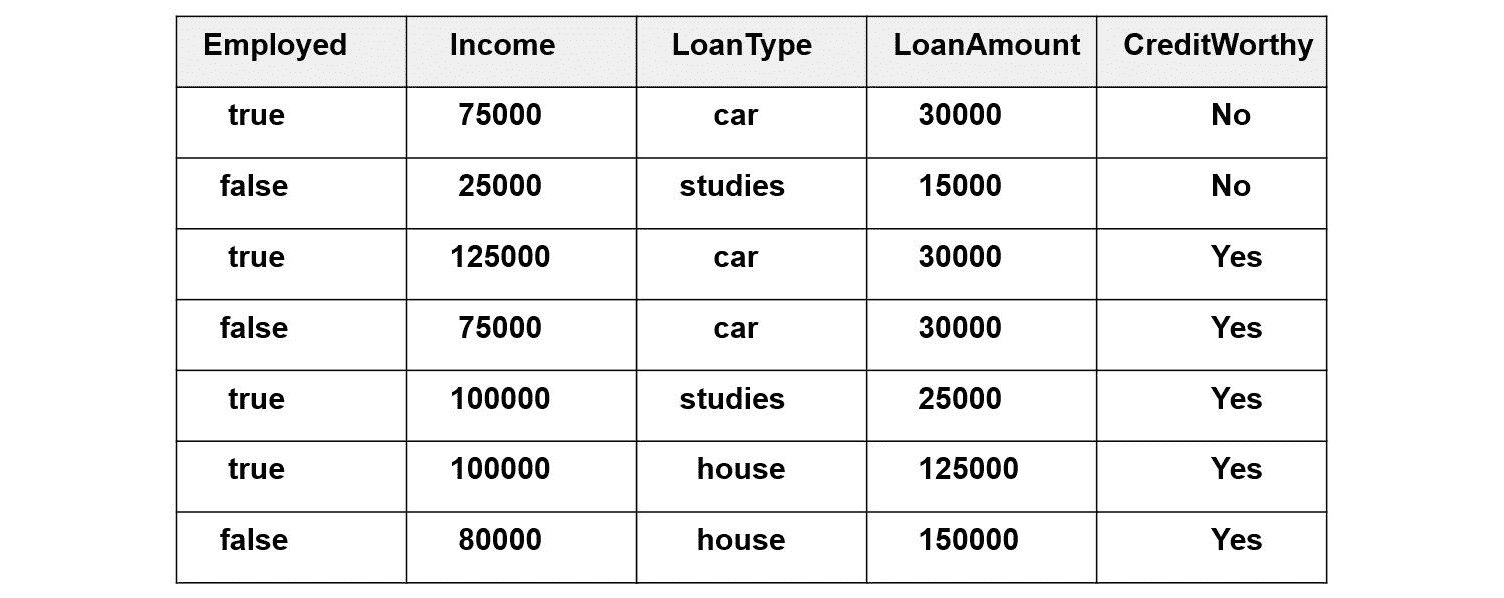 Employed Income LoanType LoanAmount CreditWorthy
true 75000 car 30000 No
false 25000 studies 15000 No
true 125000 car 30000 Yes
false 75000 car 30000 Yes
true 100000 studies 25000 Yes
true 100000 house 125000 Yes
false 80000 house 150000 Yes